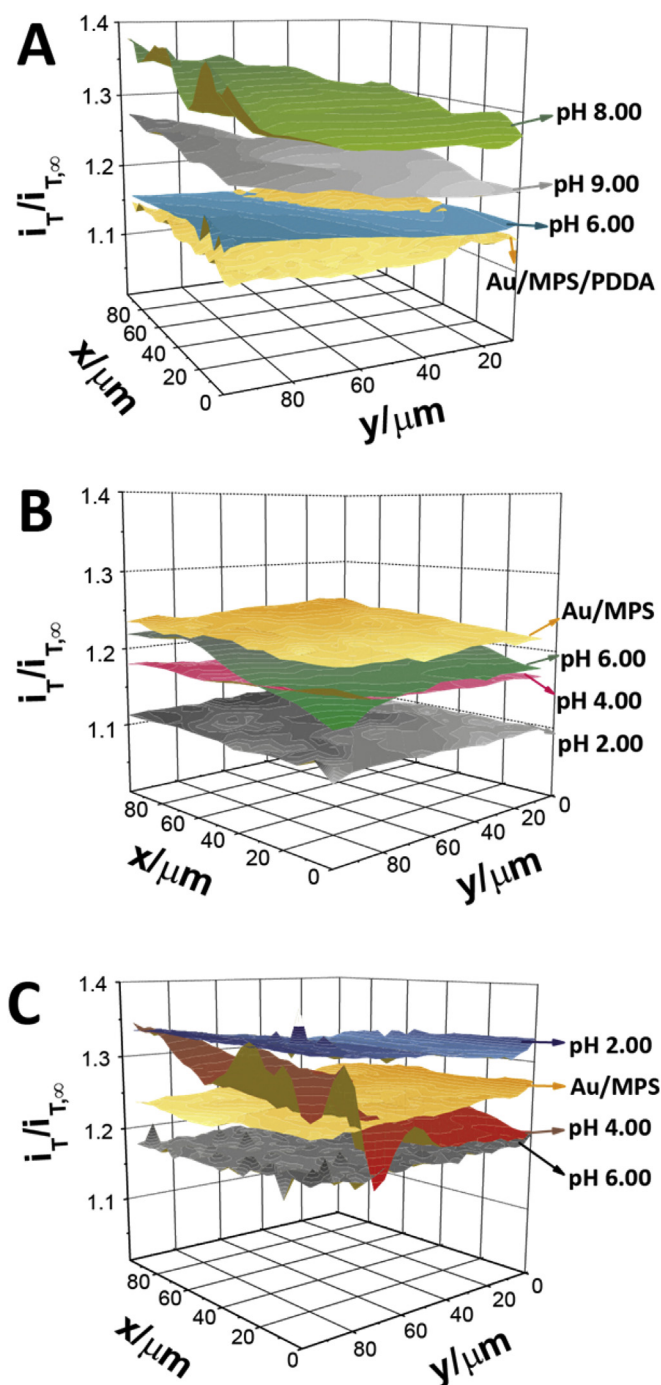 A
1.4
1.3
1.2
1.1
i_T/i_T,∞
80
60
40
20
0
x/μm
80
60
40
20
y/μm
pH 8.00
pH 9.00
pH 6.00
Au/MPS/PDDA
B
1.4
1.3
1.2
1.1
i_T/i_T,∞
80
60
40
20
0
x/μm
80
60
40
20
0
y/μm
Au/MPS
pH 6.00
pH 4.00
pH 2.00
C
1.4
1.3
1.2
1.1
i_T/i_T,∞
80
60
40
20
0
x/μm
80
60
40
20
0
y/μm
pH 2.00
Au/MPS
pH 4.00
pH 6.00